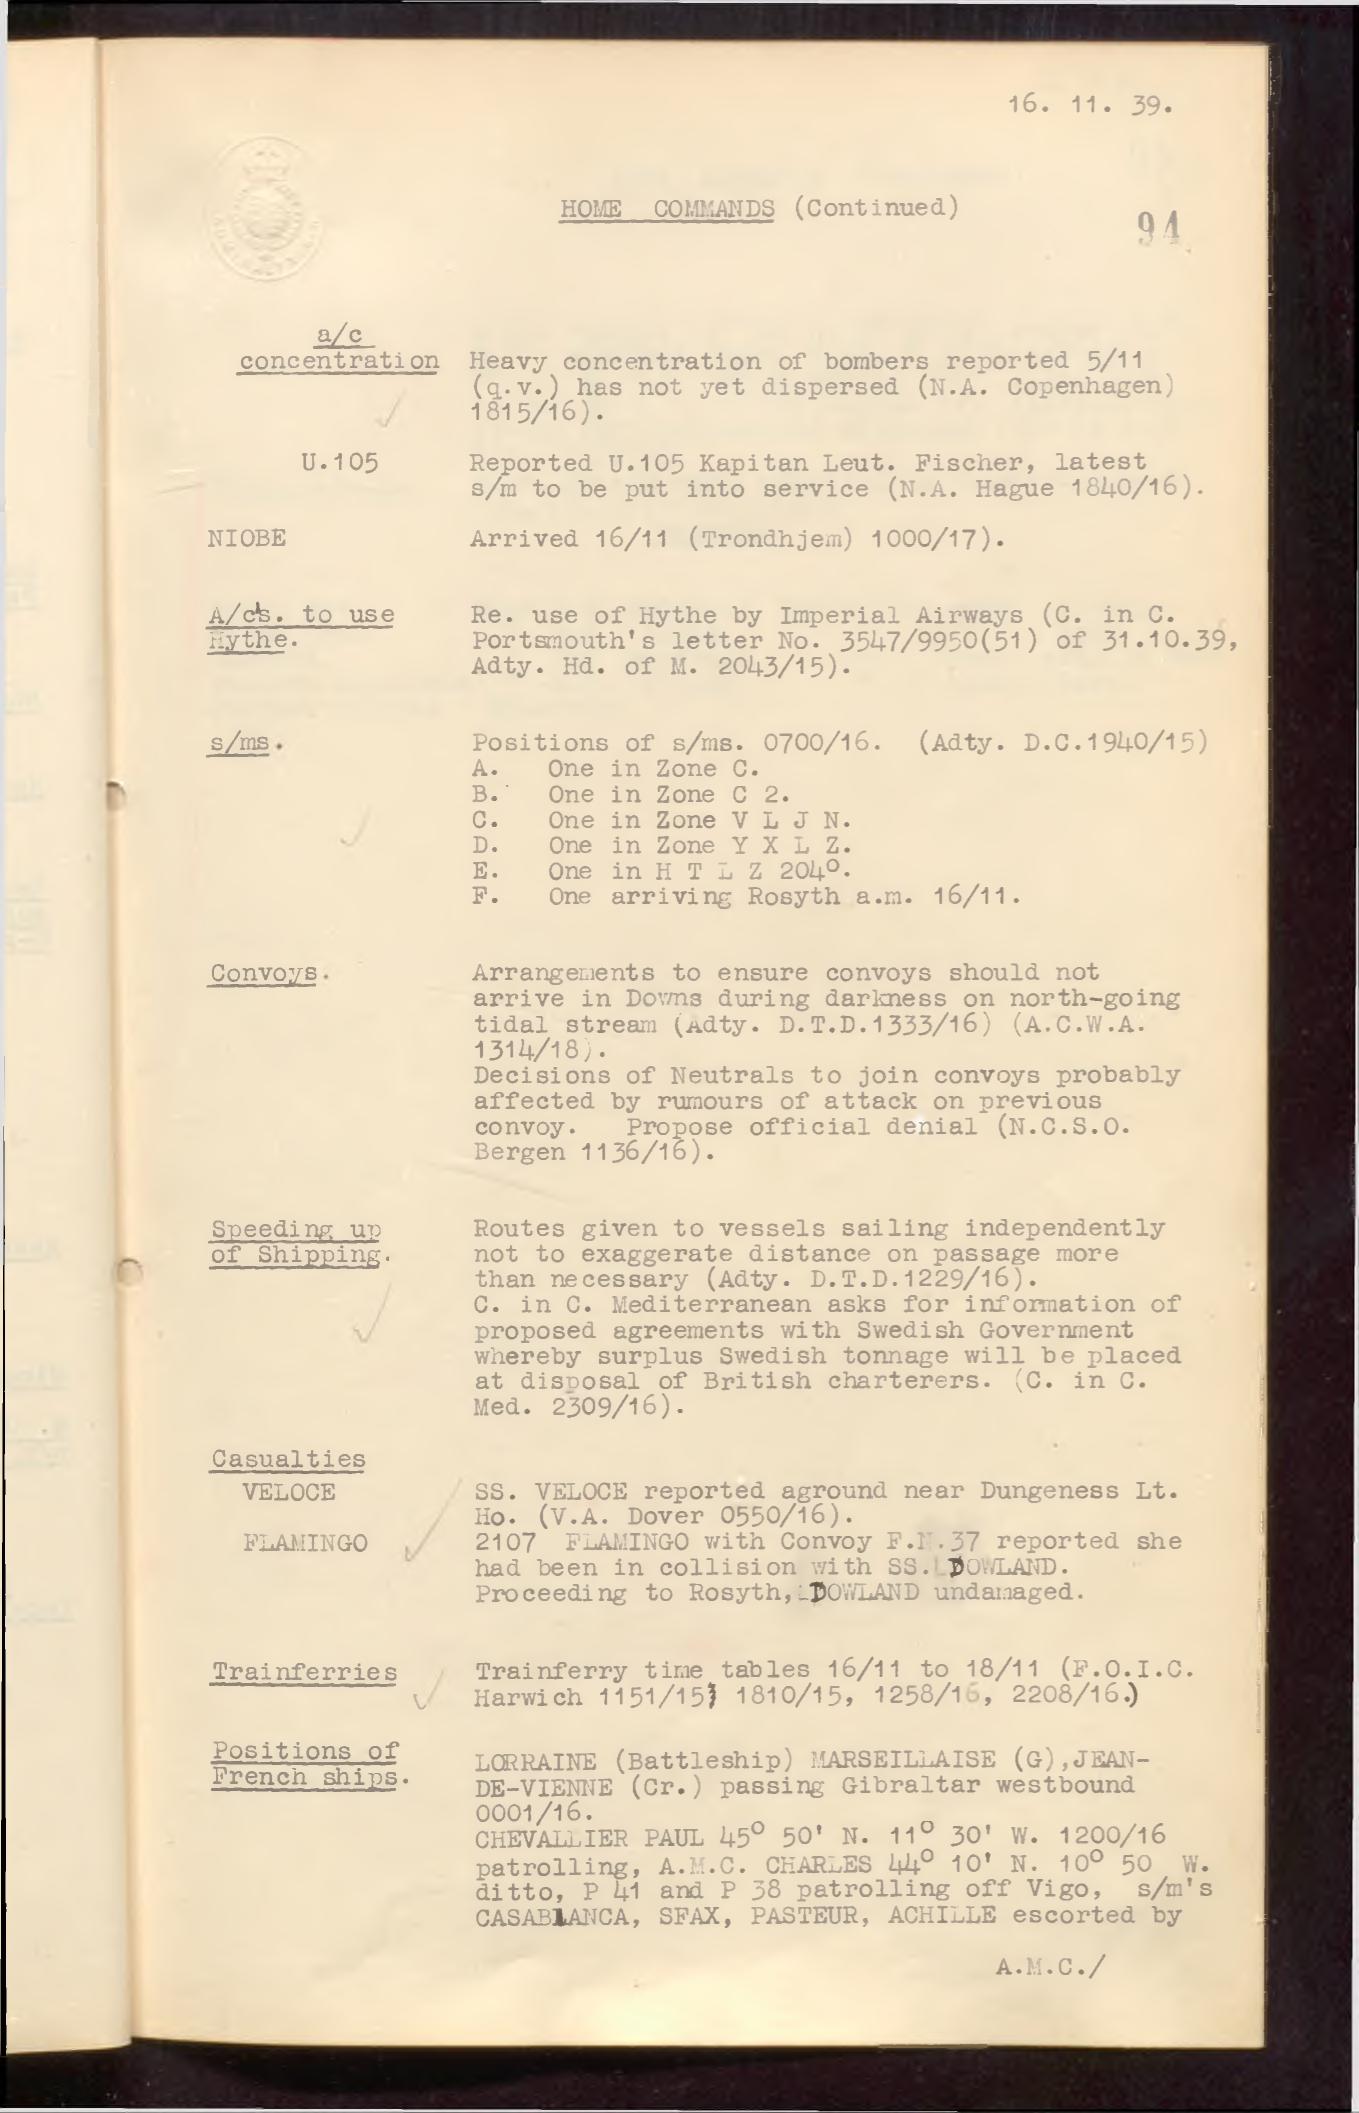 16. 11. 39.
HOME COMMANDS (Continued)
94
a/c
concentration
Heavy concentration of bombers reported 5/11
(q.v.) has not yet dispersed (N.A. Copenhagen)
1815/16).
U.105
Reported U.105 Kapitan Leut. Fischer, latest
s/m to be put into service (N.A. Hague 1840/16).
NIOBE
Arrived 16/11 (Trondhjem) 1000/17).
A/c's. to use
Hythe.
Re. use of Hythe by Imperial Airways (C. in C.
Portsmouth's letter No. 3547/9950(51) of 31.10.39,
Adty. Hd. of M. 2043/15).
s/ms.
Positions of s/ms. 0700/16. (Adty. D.C.1940/15)
A. One in Zone C.
B. One in Zone C 2.
C. One in Zone V L J N.
D. One in Zone Y X L Z.
E. One in H T L Z 204°.
F. One arriving Rosyth a.m. 16/11.
Convoys.
Arrangements to ensure convoys should not
arrive in Downs during darkness on north-going
tidal stream (Adty. D.T.D.1333/16) (A.C.W.A.
1314/18).
Decisions of Neutrals to join convoys probably
affected by rumours of attack on previous
convoy. Propose official denial (N.C.S.O.
Bergen 1136/16).
Speeding up
of Shipping.
Routes given to vessels sailing independently
not to exaggerate distance on passage more
than necessary (Adty. D.T.D.1229/16).
C. in C. Mediterranean asks for information of
proposed agreements with Swedish Government
whereby surplus Swedish tonnage will be placed
at disposal of British charterers. (C. in C.
Med. 2309/16).
Casualties
VELOCE
SS. VELOCE reported aground near Dungeness Lt.
Ho. (V.A. Dover 0550/16).
FLAMINGO
2107 FLAMINGO with Convoy F.N.37 reported she
had been in collision with SS. DOWLAND.
Proceeding to Rosyth, DOWLAND undamaged.
Trainferries
Trainferry time tables 16/11 to 18/11 (F.O.I.C.
Harwich 1151/15, 1810/15, 1258/16, 2208/16.)
Positions of
French ships.
LORRAINE (Battleship) MARSEILLAISE (G),JEAN-
DE-VIENNE (Cr.) passing Gibraltar westbound
0001/16.
CHEVALLIER PAUL 45° 50' N. 11° 30' W. 1200/16
patrolling, A.M.C. CHARLES 44° 10' N. 10° 50 W.
ditto, P 41 and P 38 patrolling off Vigo, s/m's
CASABLANCA, SFAX, PASTEUR, ACHILLE escorted by
A.M.C./